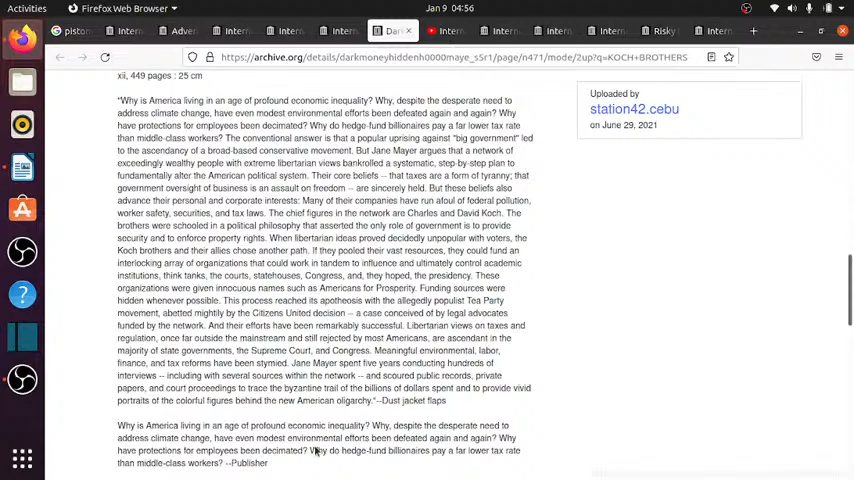 Activities
Firefox Web Browser
Jan 9 04:56
piston
Intern
Adver
Intern
Intern
Intern
Dar
Intern
Intern
Intern
Intern
Risky
Intern
https://archive.org/details/darkmoneyhiddenh0000maye_s5r1/page/n471/mode/2up?q=KOCH+BROTHERS
xii, 449 pages : 25 cm
"Why is America living in an age of profound economic inequality? Why, despite the desperate need to
address climate change, have even modest environmental efforts been defeated again and again? Why
have protections for employees been decimated? Why do hedge-fund billionaires pay a far lower tax rate
than middle-class workers? The conventional answer is that a popular uprising against "big government" led
to the ascendancy of a broad-based conservative movement. But Jane Mayer argues that a network of
exceedingly wealthy people with extreme libertarian views bankrolled a systematic, step-by-step plan to
fundamentally alter the American political system. Their core beliefs -- that taxes are a form of tyranny; that
government oversight of business is an assault on freedom -- are sincerely held. But these beliefs also
advance their personal and corporate interests: Many of their companies have run afoul of federal pollution,
worker safety, securities, and tax laws. The chief figures in the network are Charles and David Koch. The
brothers were schooled in a political philosophy that asserted the only role of government is to provide
security and to enforce property rights. When libertarian ideas proved decidedly unpopular with voters, the
Koch brothers and their allies chose another path. If they pooled their vast resources, they could fund an
interlocking array of organizations that could work in tandem to influence and ultimately control academic
institutions, think tanks, the courts, statehouses, Congress, and, they hoped, the presidency. These
organizations were given innocuous names such as Americans for Prosperity. Funding sources were
hidden whenever possible. This process reached its apotheosis with the allegedly populist Tea Party
movement, abetted mightily by the Citizens United decision -- a case conceived of by legal advocates
funded by the network. And their efforts have been remarkably successful. Libertarian views on taxes and
regulation, once far outside the mainstream and still rejected by most Americans, are ascendant in the
majority of state governments, the Supreme Court, and Congress. Meaningful environmental, labor,
finance, and tax reforms have been stymied. Jane Mayer spent five years conducting hundreds of
interviews -- including with several sources within the network -- and scoured public records, private
papers, and court proceedings to trace the byzantine trail of the billions of dollars spent and to provide vivid
portraits of the colorful figures behind the new American oligarchy."--Dust jacket flaps
Why is America living in an age of profound economic inequality? Why, despite the desperate need to
address climate change, have even modest environmental efforts been defeated again and again? Why
have protections for employees been decimated? Why do hedge-fund billionaires pay a far lower tax rate
than middle-class workers? --Publisher
Uploaded by
station42.cebu
on June 29, 2021